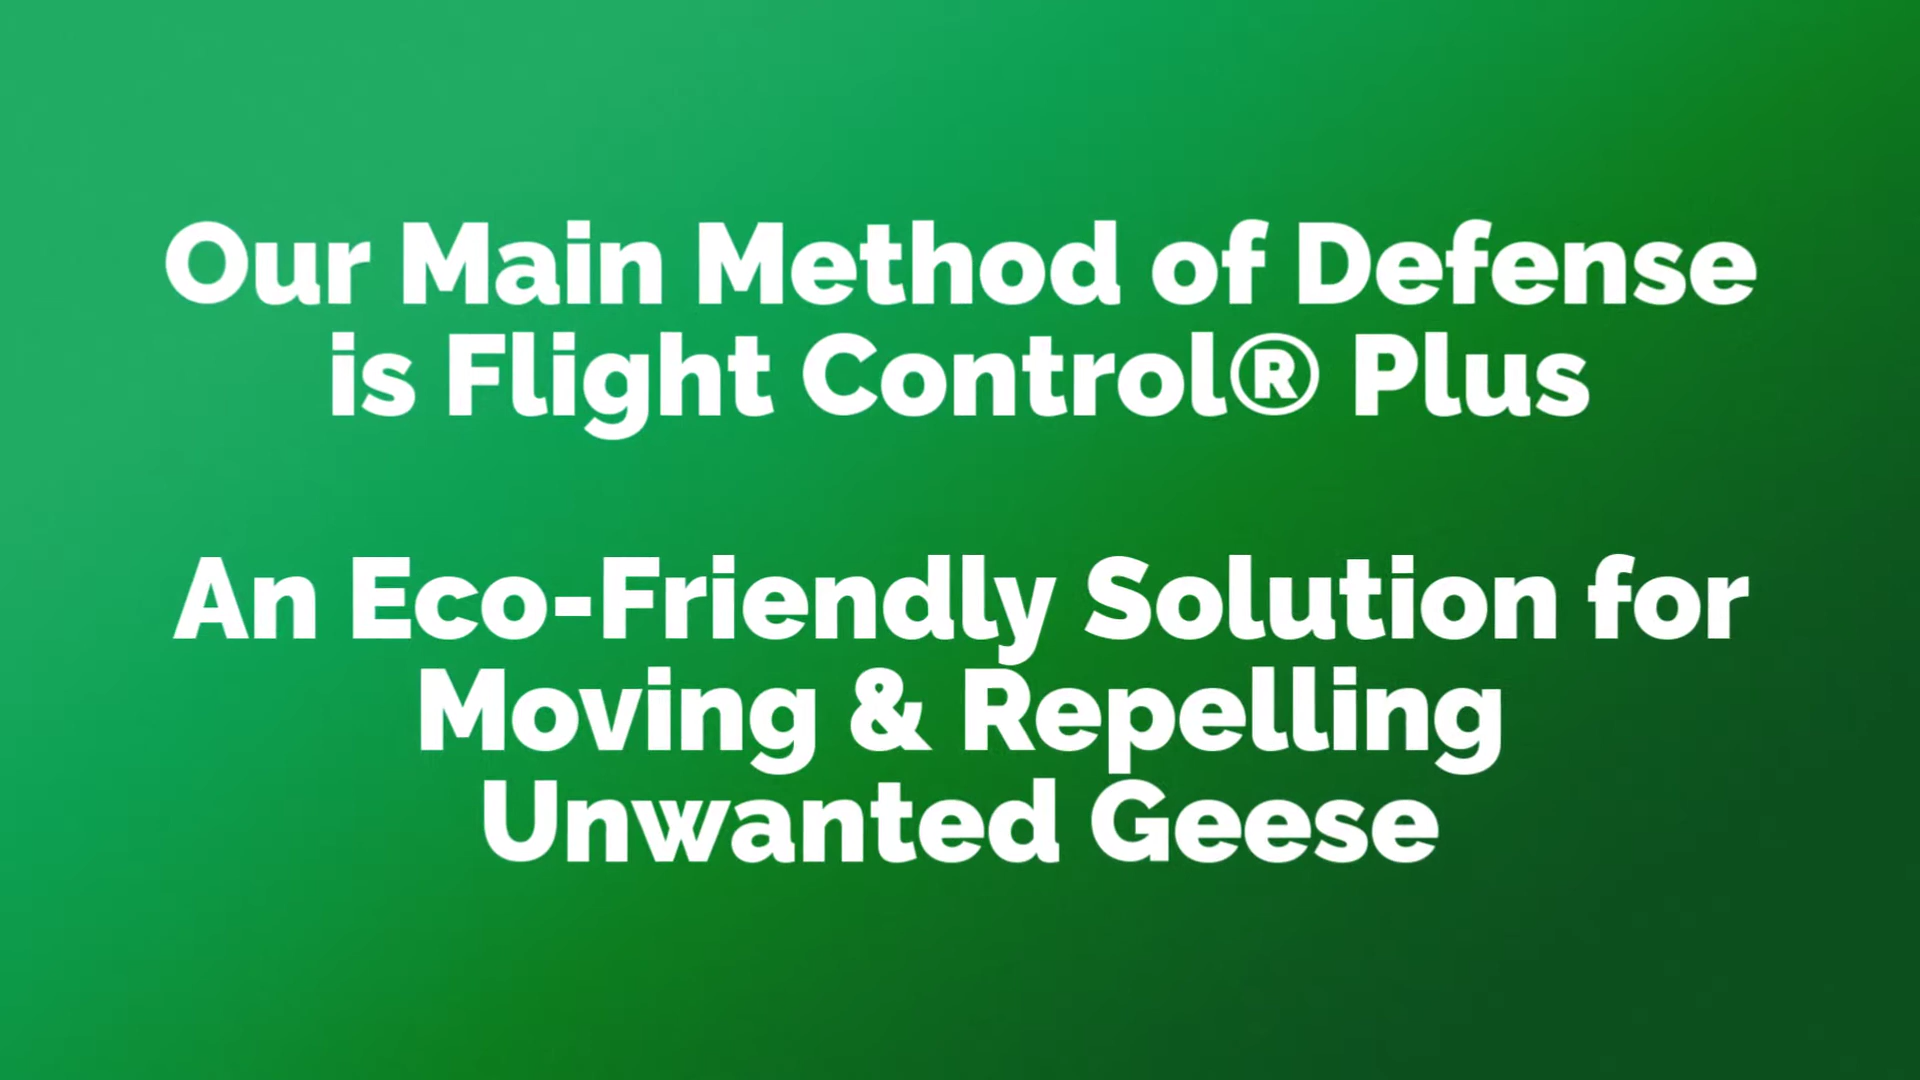 Our Main Method of Defense
is Flight Control® Plus
An Eco-Friendly Solution for
Moving & Repelling
Unwanted Geese